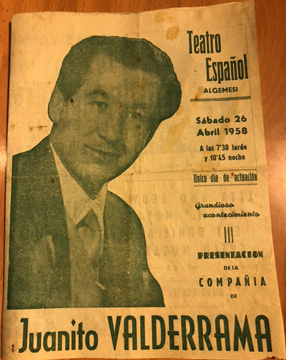 Teatro
Español
ALGEMESI
Sábado 26
Abril 1958
A las 7'30 tarde
y 10'45 noche
Unico día de actuación
Grandioso
acontecimiento
III
PRESENTACION
DE LA
COMPAÑIA
DE
Juanito VALDERRAMA